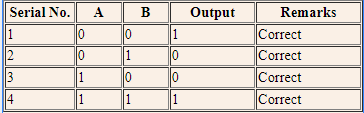 Serial No. A B Output Remarks
1 0 0 1 Correct
2 0 1 0 Correct
3 1 0 0 Correct
4 1 1 1 Correct